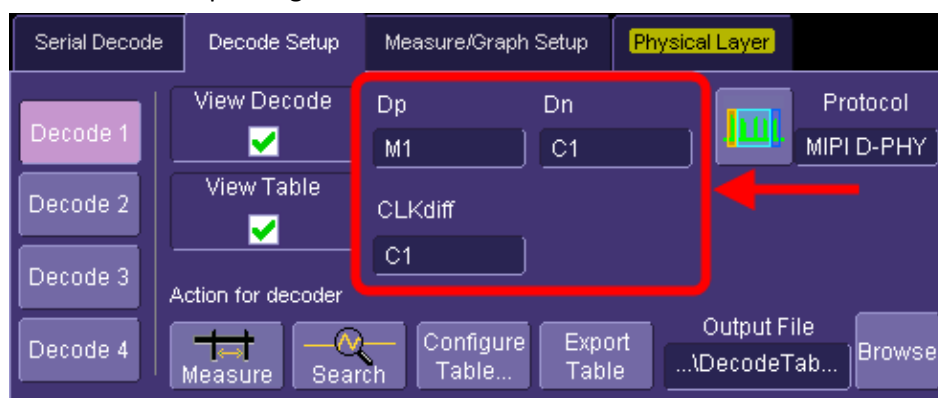 Serial Decode
Decode Setup
Measure/Graph Setup
Physical Layer
Decode 1
View Decode
Dp
Dn
Protocol
M1
C1
MIPI D-PHY
Decode 2
View Table
CLKdiff
C1
Decode 3
Action for decoder
Decode 4
Measure
Search
Configure
Table...
Export
Table
Output File
...\DecodeTab...
Browse